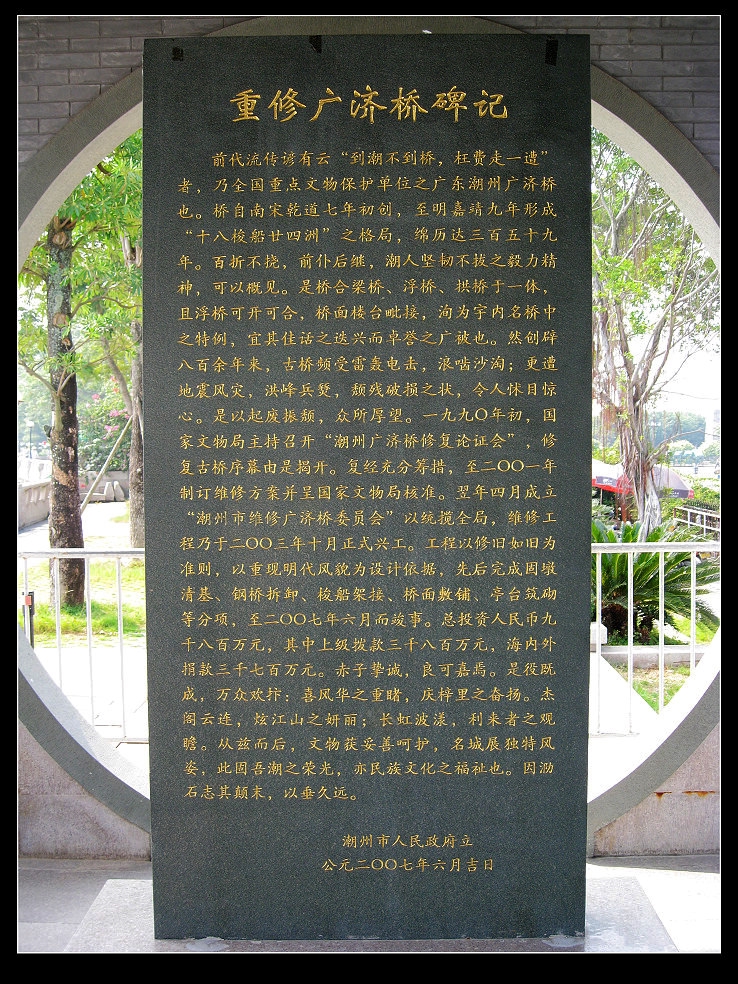 重修广济桥碑记
前代流传谚有云“到潮不到桥，枉费走一遭”
者，乃全国重点文物保护单位之广东潮州广济桥
也。桥自南宋乾道七年初创，至明嘉靖九年形成
“十八梭船廿四洲”之格局，绵历达三百五十九
年。百折不挠，前仆后继，潮人坚韧不拔之毅力精
神，可以概见。是桥合梁桥、浮桥、拱桥于一体，
且浮桥可开可合，桥面楼台毗接，洵为宇内名桥中
之特例，宜其佳话之迭兴而卓誉之广被也。然创辟
八百余年来，古桥频受雷轰电击，浪啮沙淘；更遭
地震风灾，洪峰兵燹，颓残破损之状，令人怵目惊
心。是以起废振颓，众所厚望。一九九〇年初，国
家文物局主持召开“潮州广济桥修复论证会”，修
复古桥序幕由是揭开。复经充分筹措，至二〇〇一年
制订维修方案并呈国家文物局核准。翌年四月成立
“潮州市维修广济桥委员会”以统揽全局，维修工
程乃于二〇〇三年十月正式兴工。工程以修旧如旧为
准则，以重现明代风貌为设计依据，先后完成固墩
清基、钢桥拆卸、梭船架接、桥面敷铺、亭台筑砌
等分项，至二〇〇七年六月而竣事。总投资人民币九
千八百万元，其中上级拨款三千八百万元，海内外
捐款三千七百万元。赤子挚诚，良可嘉焉。是役既
成，万众欢抃：喜风华之重睹，庆梓里之奋扬。杰
阁云连，炫江山之妍丽；长虹波漾，利来者之观
瞻。从兹而后，文物获妥善呵护，名城展独特风
姿，此固吾潮之荣光，亦民族文化之福祉也。因泐
石志其颠末，以垂久远。
潮州市人民政府立
公元二〇〇七年六月吉日